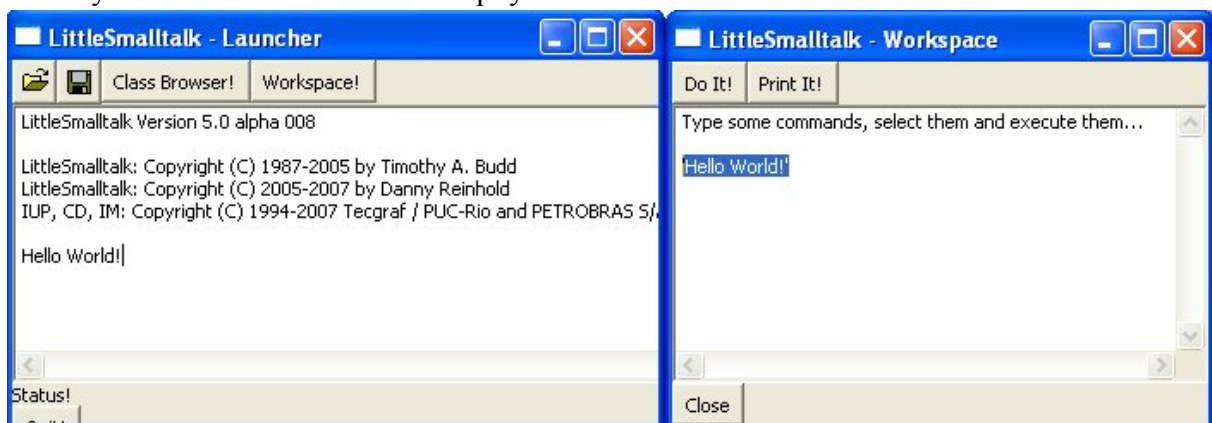 LittleSmalltalk - Launcher
Class Browser! Workspace!
LittleSmalltalk Version 5.0 alpha 008
LittleSmalltalk: Copyright (C) 1987-2005 by Timothy A. Budd
LittleSmalltalk: Copyright (C) 2005-2007 by Danny Reinhold
IUP, CD, IM: Copyright (C) 1994-2007 Tecgraf / PUC-Rio and PETROBRAS S/
Hello World!
Status!
LittleSmalltalk - Workspace
Do It! Print It!
Type some commands, select them and execute them...
'Hello World!'
Close